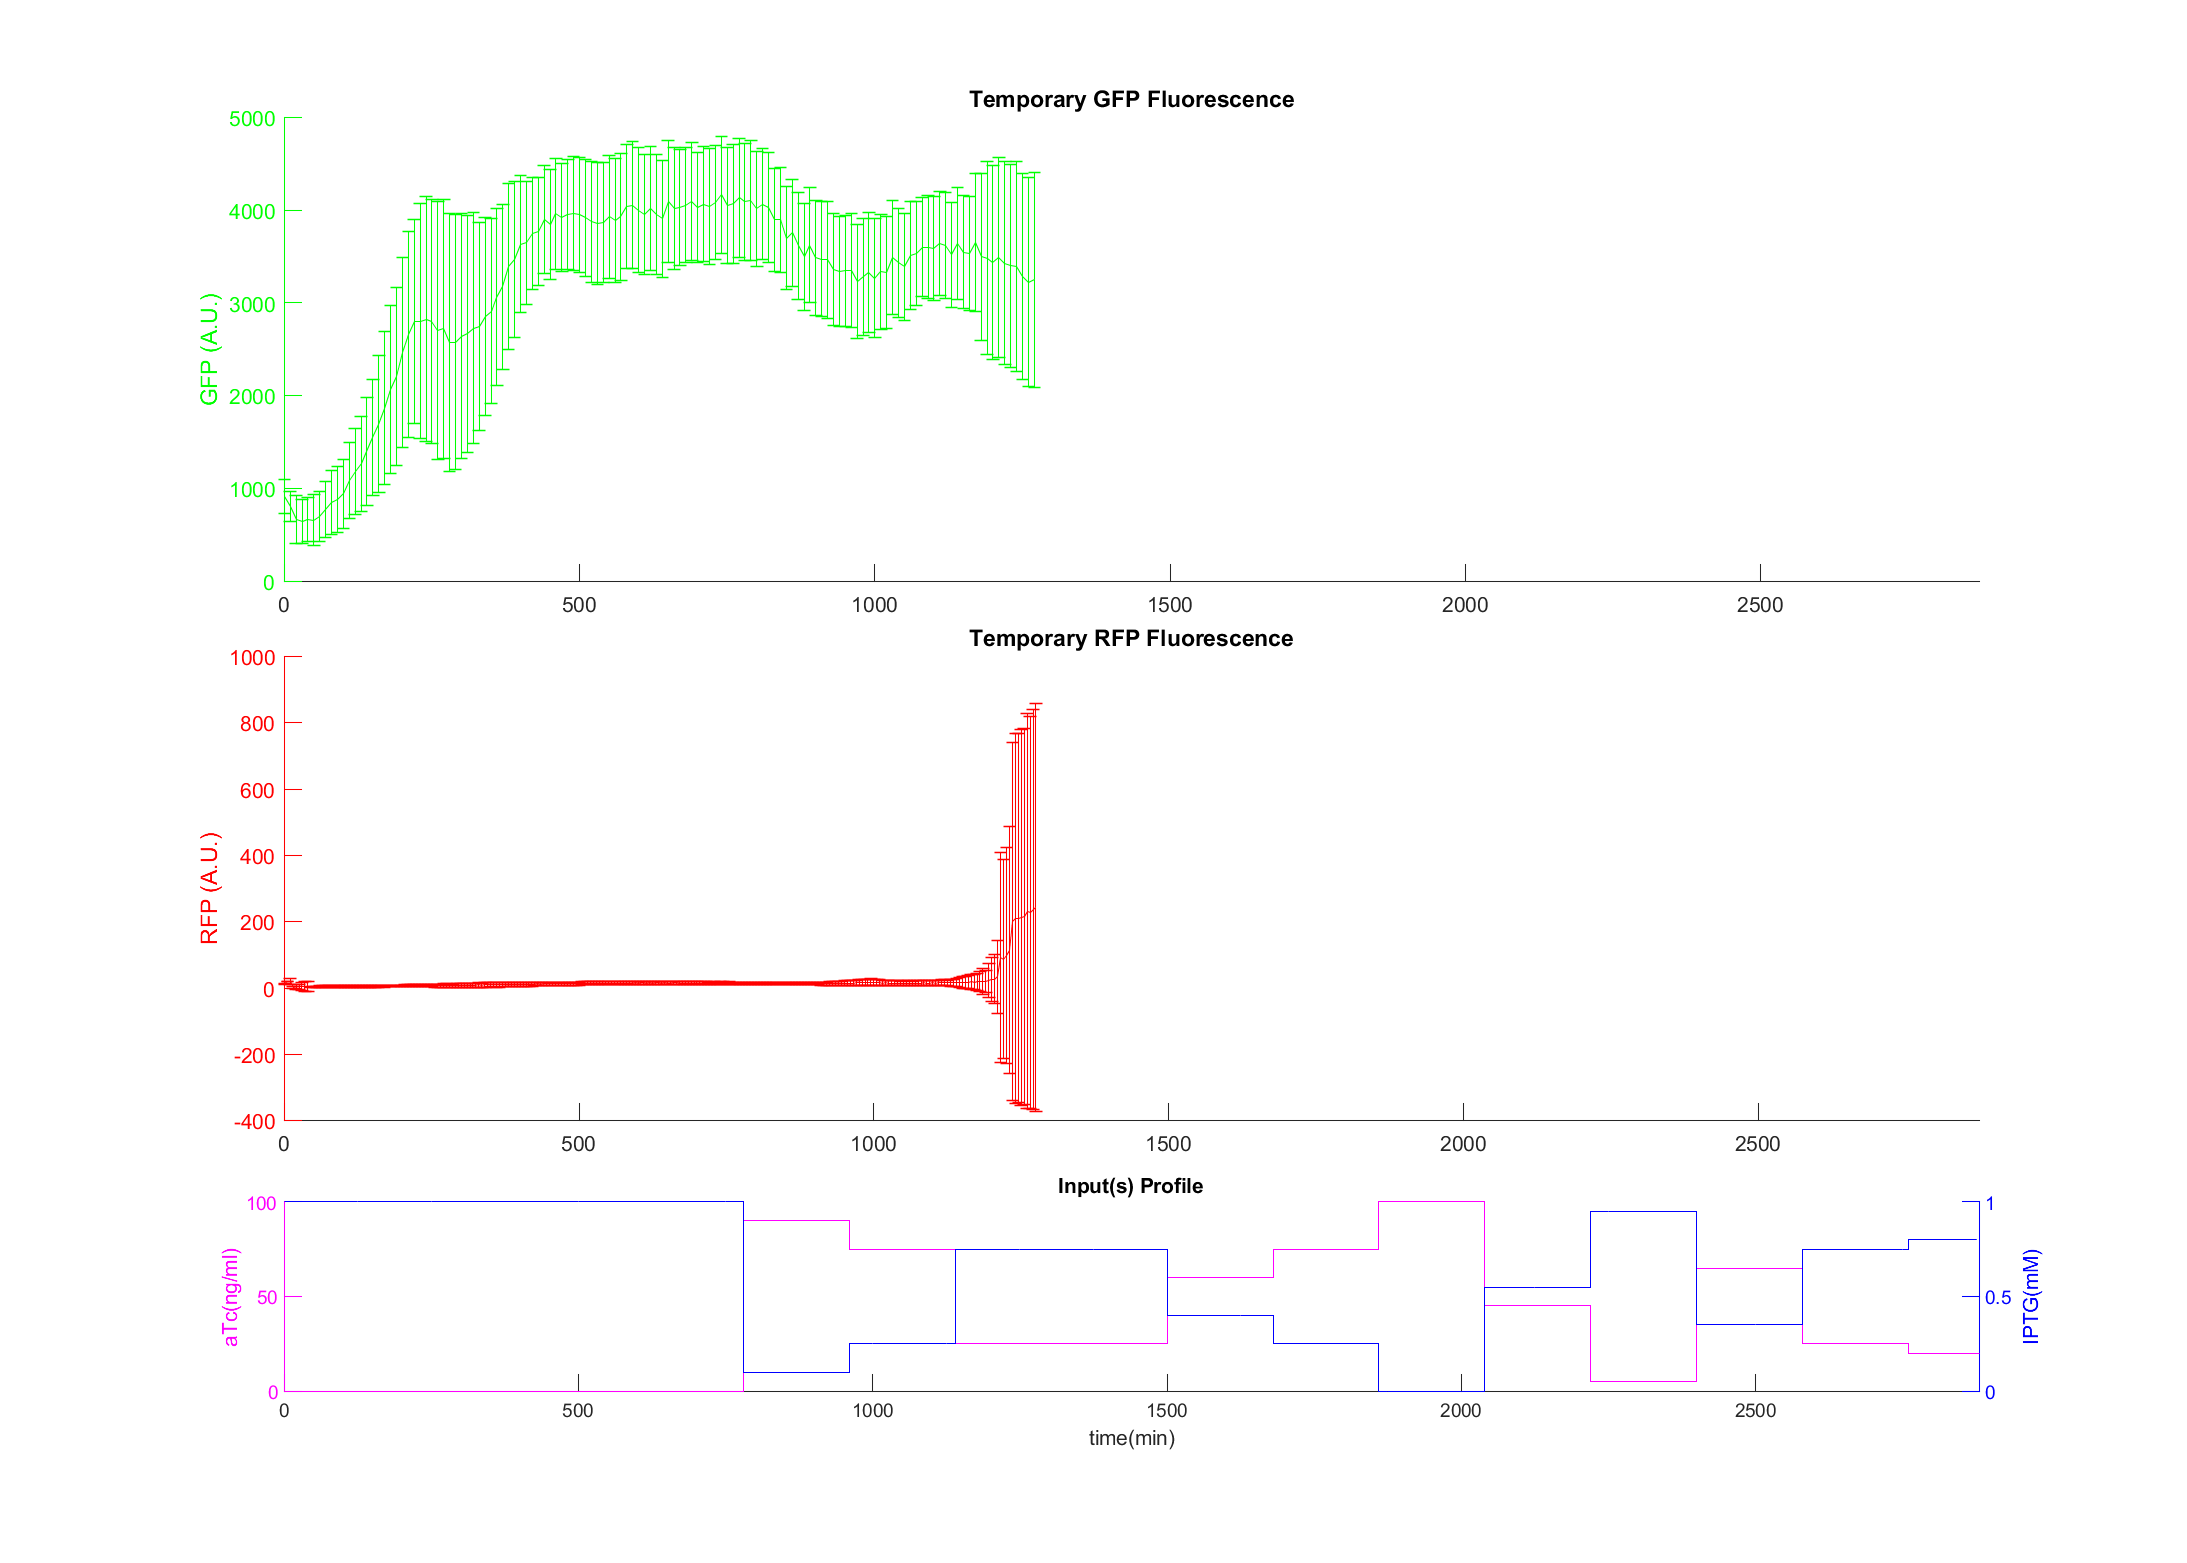 Temporary GFP Fluorescence
GFP (A.U.)
5000
4000
3000
2000
1000
0
0 500 1000 1500 2000 2500
Temporary RFP Fluorescence
RFP (A.U.)
1000
800
600
400
200
0
-200
-400
0 500 1000 1500 2000 2500
Input(s) Profile
aTc(ng/ml)
100
50
0
IPTG(mM)
1
0.5
0
0 500 1000 1500 2000 2500
time(min)